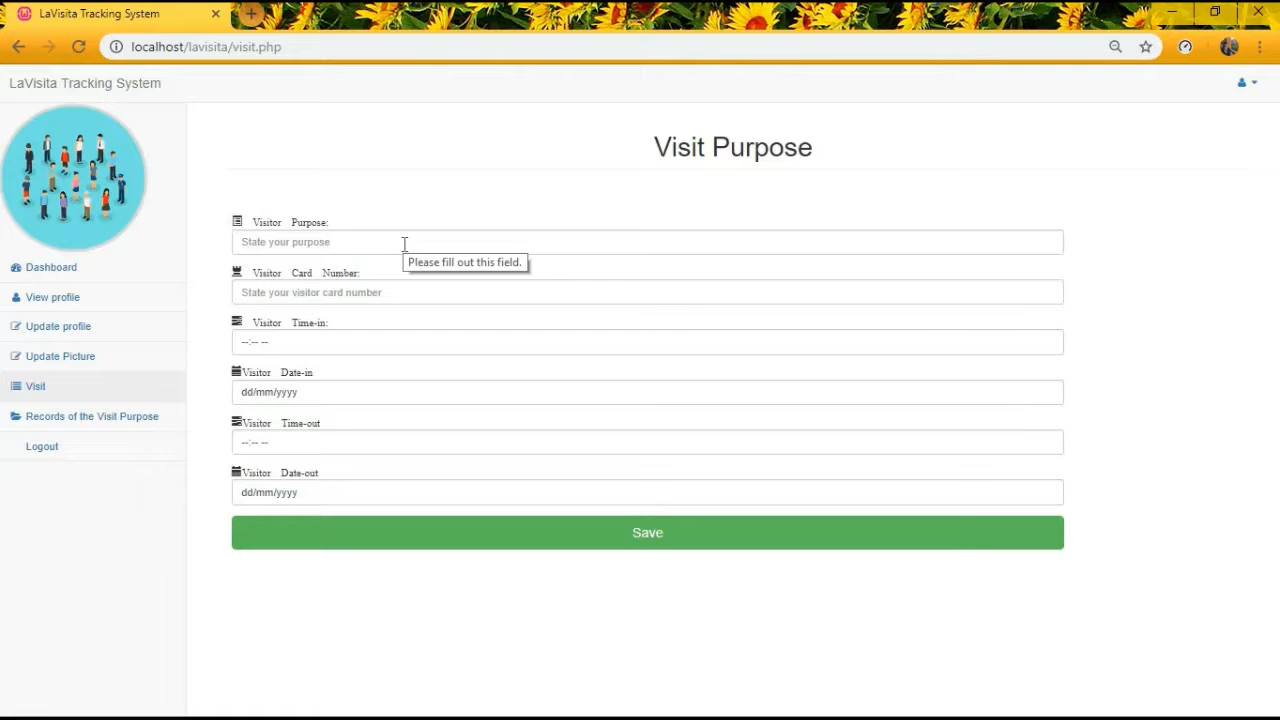 LaVisita Tracking System
localhost/lavisita/visit.php
LaVisita Tracking System
Visit Purpose
Visitor Purpose:
State your purpose
Please fill out this field.
Visitor Card Number:
State your visitor card number
Visitor Time-in:
--:-- --
Visitor Date-in
dd/mm/yyyy
Visitor Time-out
--:-- --
Visitor Date-out
dd/mm/yyyy
Save
Dashboard
View profile
Update profile
Update Picture
Visit
Records of the Visit Purpose
Logout